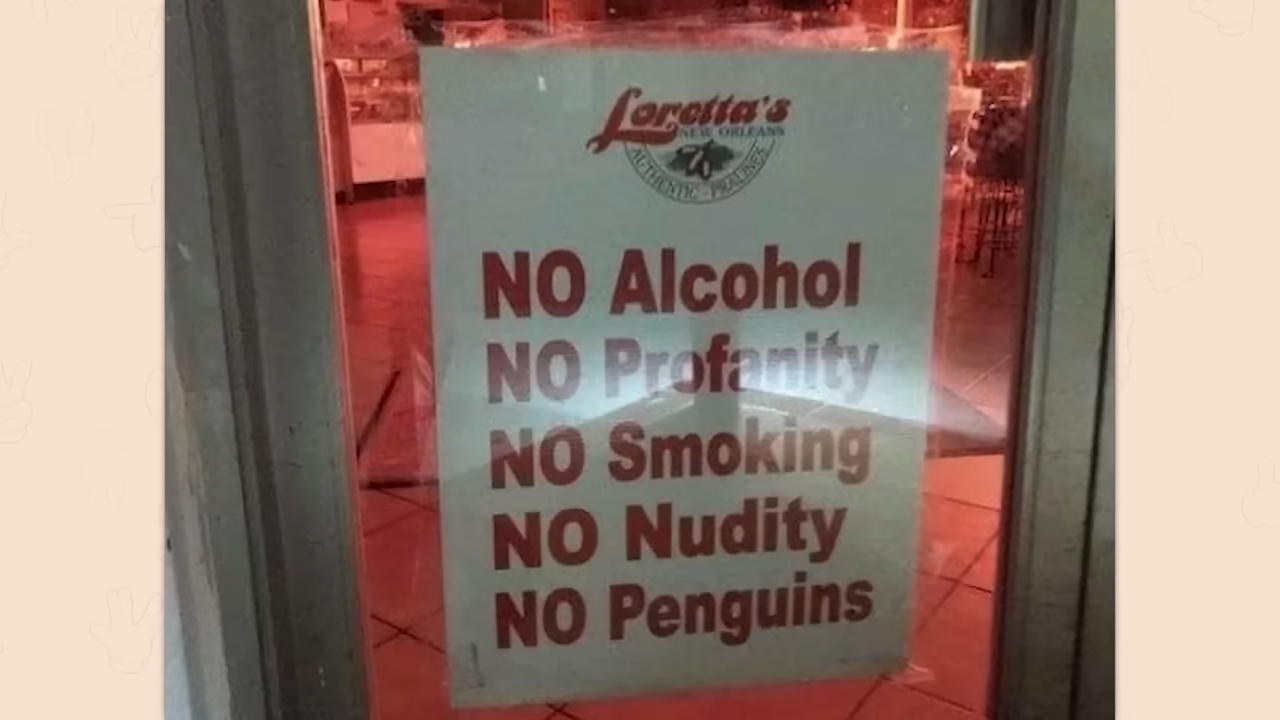 Loretta's
NEW ORLEANS
AUTHENTIC PRALINES
NO Alcohol
NO Profanity
NO Smoking
NO Nudity
NO Penguins